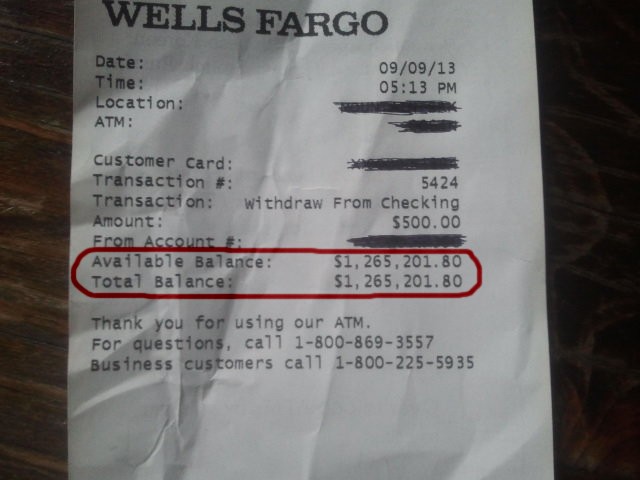 WELLS FARGO
Date: 09/09/13
Time: 05:13 PM
Location:
ATM:
Customer Card:
Transaction #: 5424
Transaction: Withdraw From Checking
Amount: $500.00
From Account #:
Available Balance: $1,265,201.80
Total Balance: $1,265,201.80
Thank you for using our ATM.
For questions, call 1-800-869-3557
Business customers call 1-800-225-5935